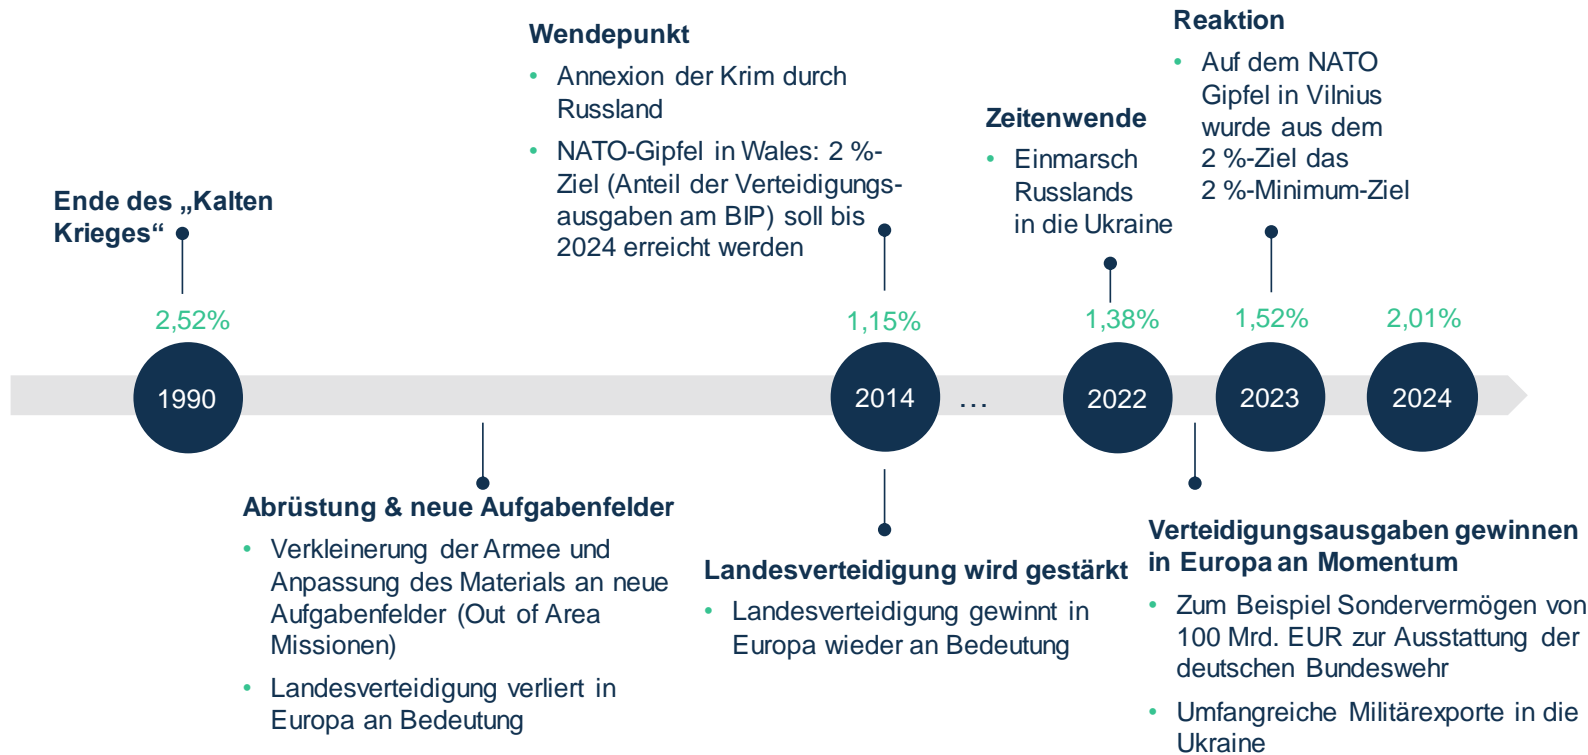 Ende des „Kalten
Krieges“
2,52%
1990
Abrüstung & neue Aufgabenfelder
• Verkleinerung der Armee und
Anpassung des Materials an neue
Aufgabenfelder (Out of Area
Missionen)
• Landesverteidigung verliert in
Europa an Bedeutung
Wendepunkt
• Annexion der Krim durch
Russland
• NATO-Gipfel in Wales: 2 %-
Ziel (Anteil der Verteidigungs-
ausgaben am BIP) soll bis
2024 erreicht werden
1,15%
2014
Landesverteidigung wird gestärkt
• Landesverteidigung gewinnt in
Europa wieder an Bedeutung
...
Zeitenwende
• Einmarsch
Russlands
in die Ukraine
1,38%
2022
Verteidigungsausgaben gewinnen
in Europa an Momentum
• Zum Beispiel Sondervermögen von
100 Mrd. EUR zur Ausstattung der
deutschen Bundeswehr
• Umfangreiche Militärexporte in die
Ukraine
Reaktion
• Auf dem NATO
Gipfel in Vilnius
wurde aus dem
2 %-Ziel das
2 %-Minimum-Ziel
1,52%
2023
2,01%
2024